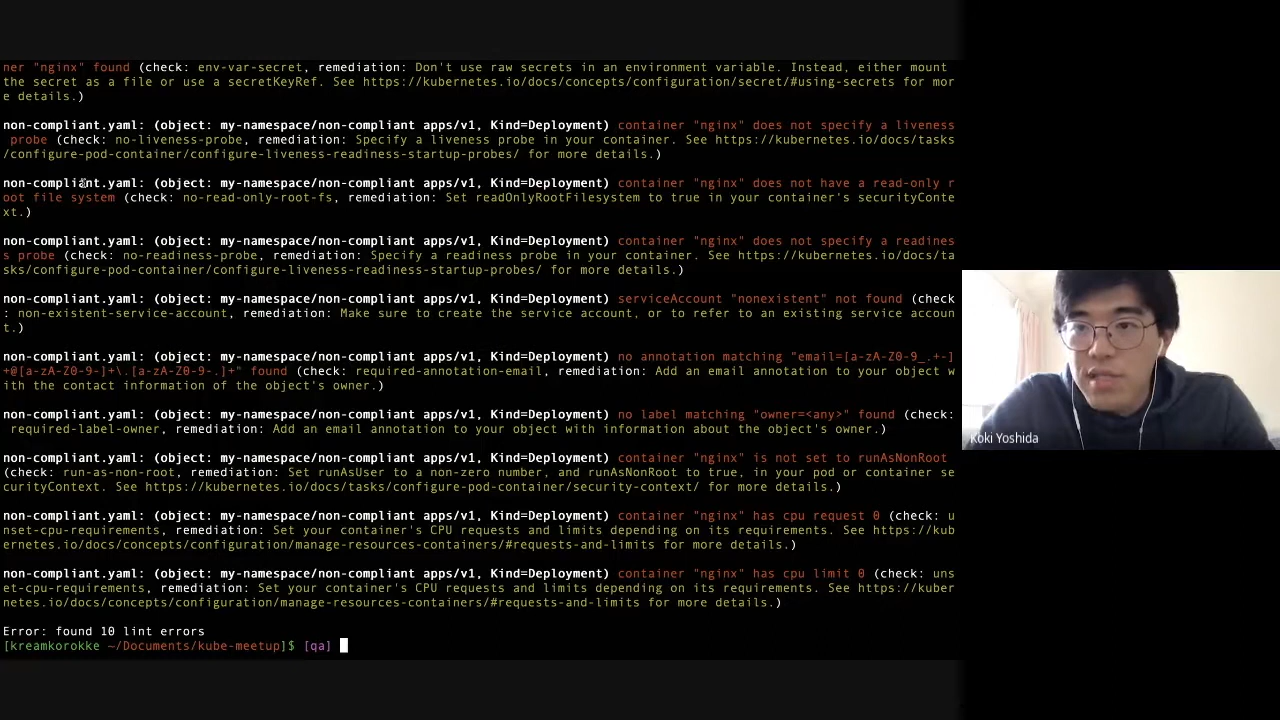 ner "nginx" found (check: env-var-secret, remediation: Don't use raw secrets in an environment variable. Instead, either mount
the secret as a file or use a secretKeyRef. See https://kubernetes.io/docs/concepts/configuration/secret/#using-secrets for mor
e details.)
non-compliant.yaml: (object: my-namespace/non-compliant apps/v1, Kind=Deployment) container "nginx" does not specify a liveness
probe (check: no-liveness-probe, remediation: Specify a liveness probe in your container. See https://kubernetes.io/docs/tasks
/configure-pod-container/configure-liveness-readiness-startup-probes/ for more details.)
non-compliant.yaml: (object: my-namespace/non-compliant apps/v1, Kind=Deployment) container "nginx" does not have a read-only r
oot file system (check: no-read-only-root-fs, remediation: Set readOnlyRootFilesystem to true in your container's securityConte
xt.)
non-compliant.yaml: (object: my-namespace/non-compliant apps/v1, Kind=Deployment) container "nginx" does not specify a readines
s probe (check: no-readiness-probe, remediation: Specify a readiness probe in your container. See https://kubernetes.io/docs/ta
sks/configure-pod-container/configure-liveness-readiness-startup-probes/ for more details.)
non-compliant.yaml: (object: my-namespace/non-compliant apps/v1, Kind=Deployment) serviceAccount "nonexistent" not found (check
: non-existent-service-account, remediation: Make sure to create the service account, or to refer to an existing service accoun
t.)
non-compliant.yaml: (object: my-namespace/non-compliant apps/v1, Kind=Deployment) no annotation matching "email=[a-zA-Z0-9_.+-]
+@[a-zA-Z0-9-]+\.[a-zA-Z0-9-.]+" found (check: required-annotation-email, remediation: Add an email annotation to your object w
ith the contact information of the object's owner.)
non-compliant.yaml: (object: my-namespace/non-compliant apps/v1, Kind=Deployment) no label matching "owner=<any>" found (check:
required-label-owner, remediation: Add an email annotation to your object with information about the object's owner.)
non-compliant.yaml: (object: my-namespace/non-compliant apps/v1, Kind=Deployment) container "nginx" is not set to runAsNonRoot
(check: run-as-non-root, remediation: Set runAsUser to a non-zero number, and runAsNonRoot to true, in your pod or container se
curityContext. See https://kubernetes.io/docs/tasks/configure-pod-container/security-context/ for more details.)
non-compliant.yaml: (object: my-namespace/non-compliant apps/v1, Kind=Deployment) container "nginx" has cpu request 0 (check: u
nset-cpu-requirements, remediation: Set your container's CPU requests and limits depending on its requirements. See https://kub
ernetes.io/docs/concepts/configuration/manage-resources-containers/#requests-and-limits for more details.)
non-compliant.yaml: (object: my-namespace/non-compliant apps/v1, Kind=Deployment) container "nginx" has cpu limit 0 (check: uns
et-cpu-requirements, remediation: Set your container's CPU requests and limits depending on its requirements. See https://kuber
netes.io/docs/concepts/configuration/manage-resources-containers/#requests-and-limits for more details.)
Error: found 10 lint errors
[kreamkorokke ~/Documents/kube-meetup]$ [qa]
Koki Yoshida